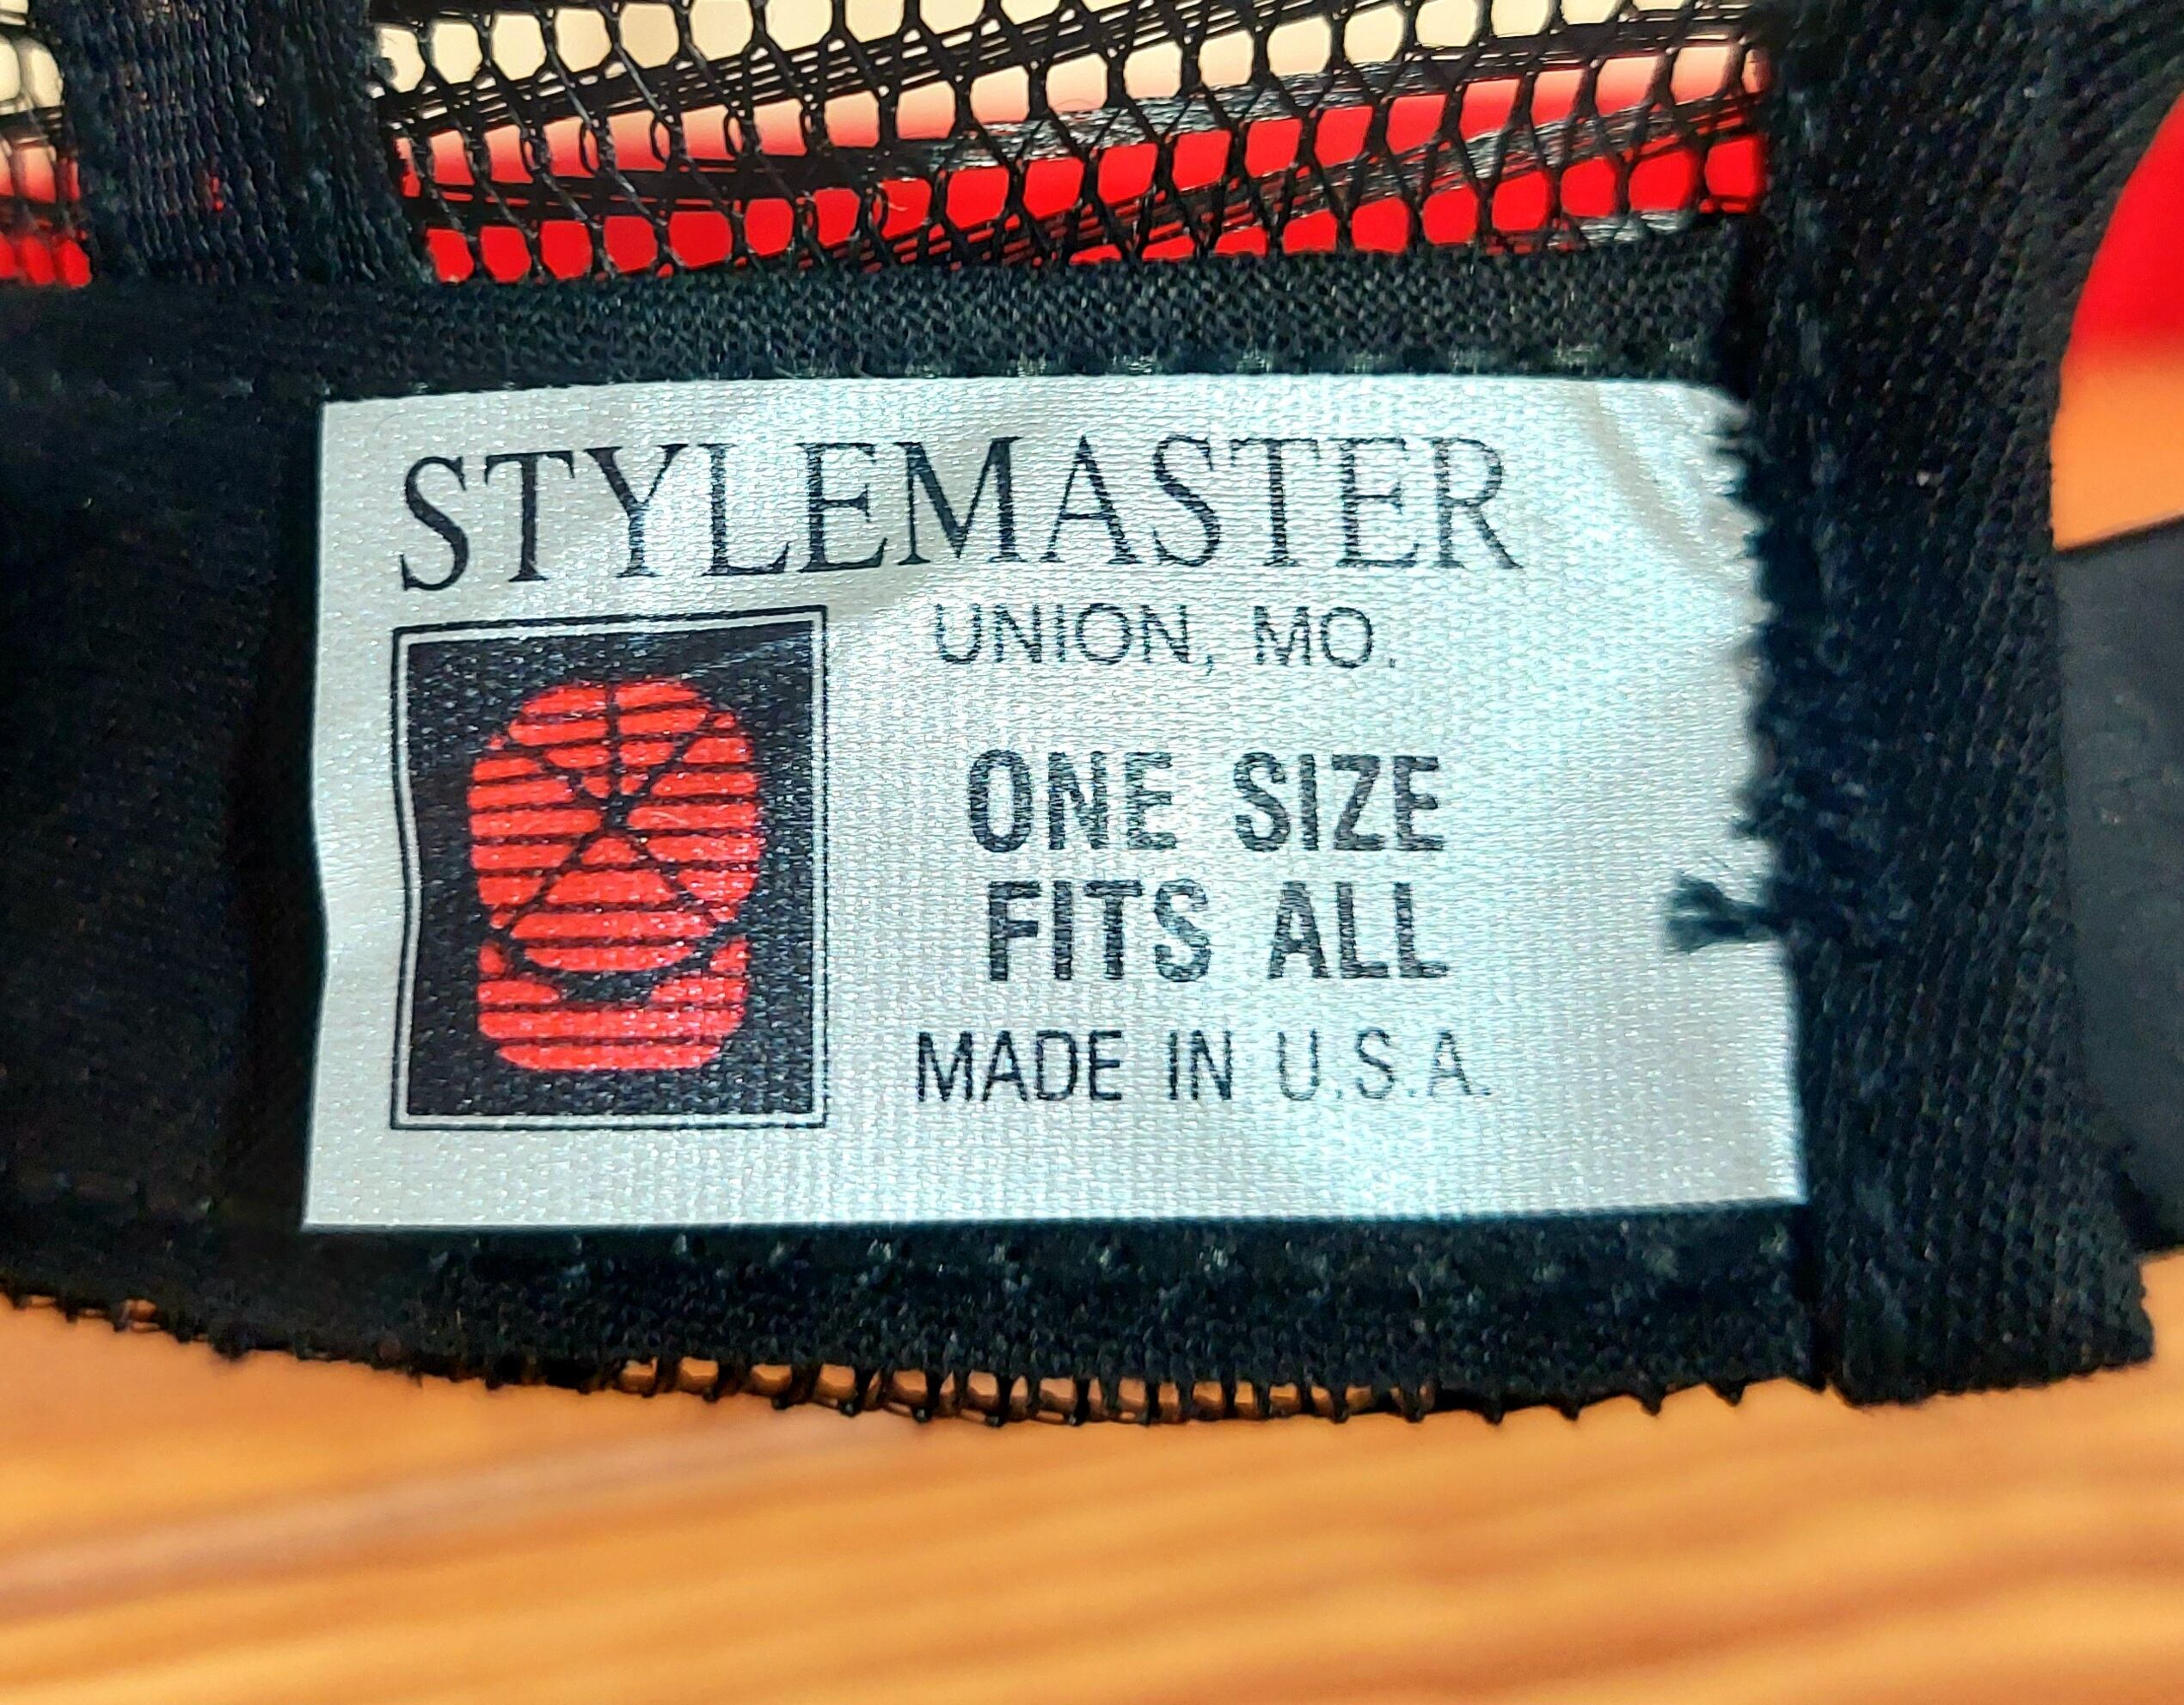 STYLEMASTER
UNION, MO.
ONE SIZE
FITS ALL
MADE IN U.S.A.